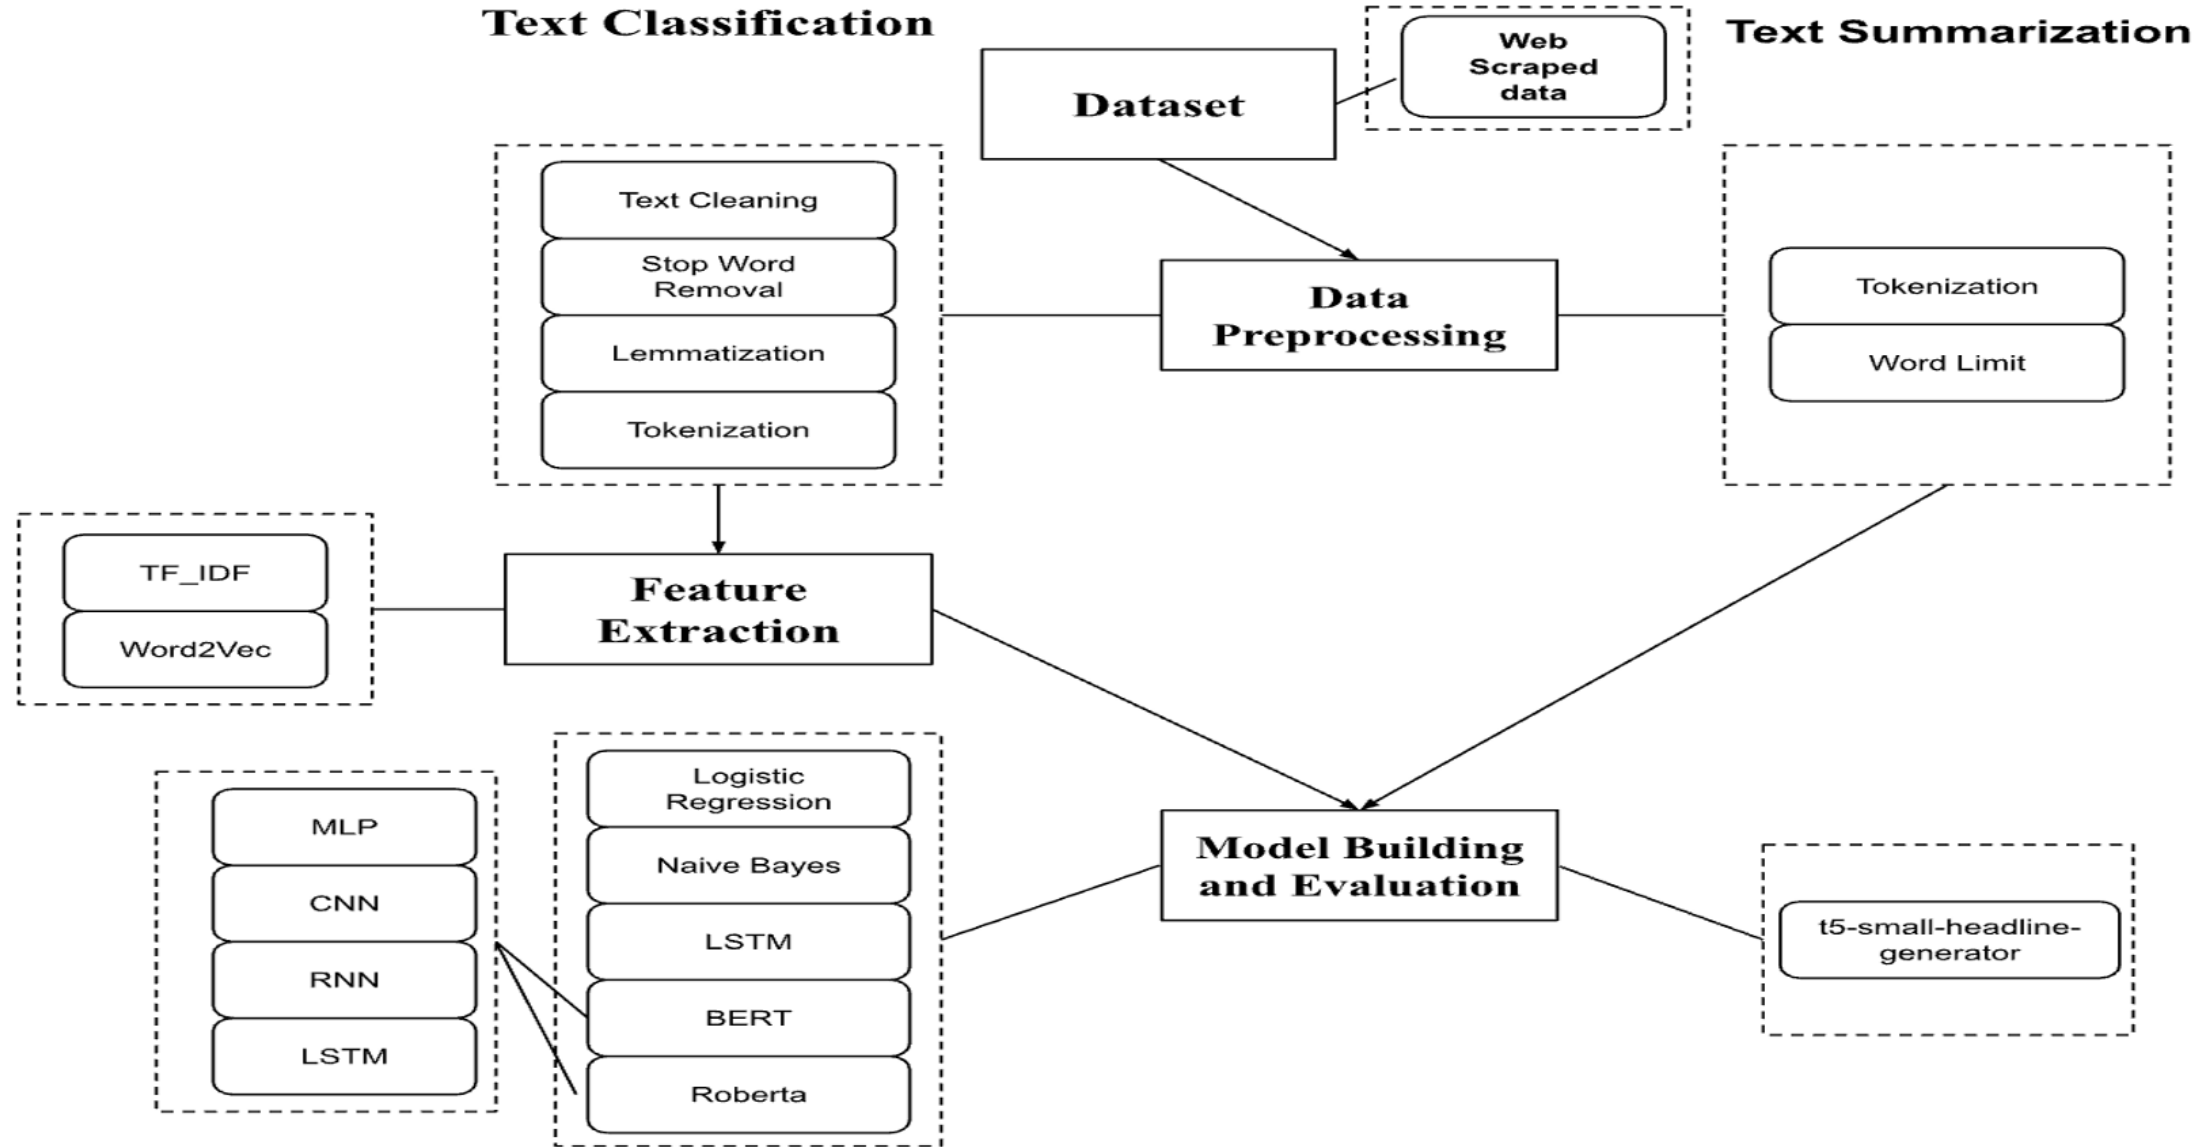 Text Classification
Text Summarization
Web
Scraped
data
Dataset
Text Cleaning
Stop Word
Removal
Lemmatization
Tokenization
Data
Preprocessing
Tokenization
Word Limit
TF_IDF
Word2Vec
Feature
Extraction
MLP
CNN
RNN
LSTM
Logistic
Regression
Naive Bayes
LSTM
BERT
Roberta
Model Building
and Evaluation
t5-small-headline-
generator